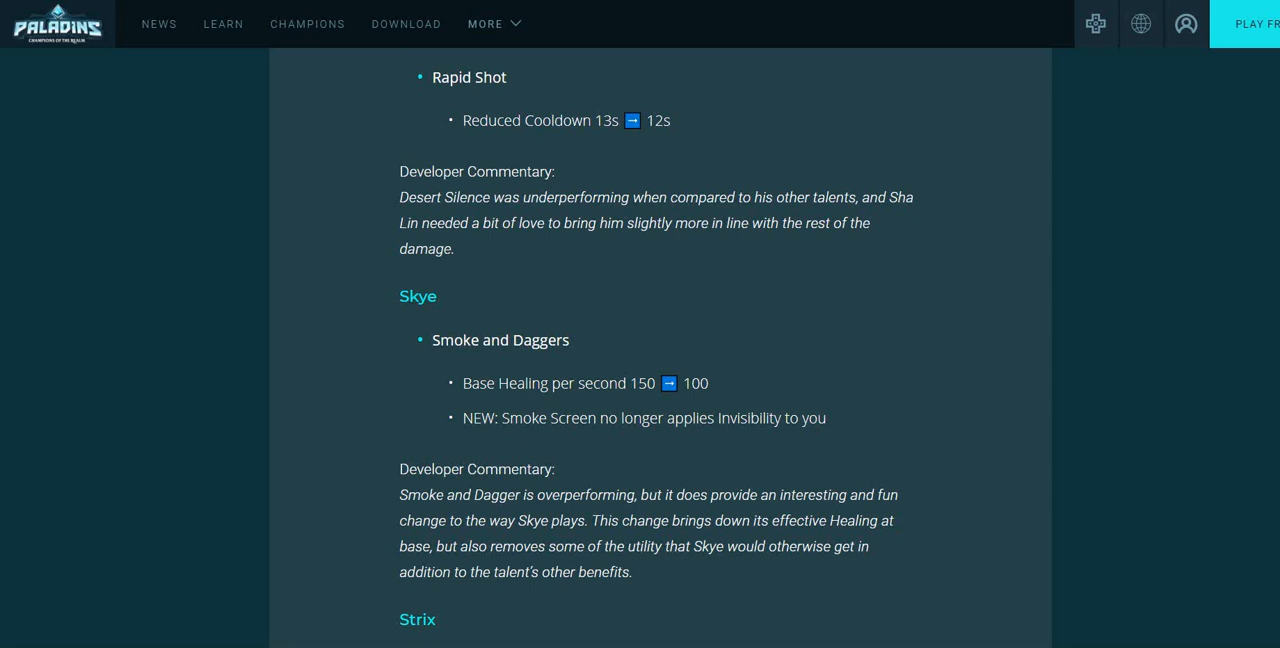 PALADINS
CHAMPIONS OF THE REALM
NEWS
LEARN
CHAMPIONS
DOWNLOAD
MORE
PLAY FR
• Rapid Shot
• Reduced Cooldown 13s ➡ 12s
Developer Commentary:
Desert Silence was underperforming when compared to his other talents, and Sha
Lin needed a bit of love to bring him slightly more in line with the rest of the
damage.
Skye
• Smoke and Daggers
• Base Healing per second 150 ➡ 100
• NEW: Smoke Screen no longer applies Invisibility to you
Developer Commentary:
Smoke and Dagger is overperforming, but it does provide an interesting and fun
change to the way Skye plays. This change brings down its effective Healing at
base, but also removes some of the utility that Skye would otherwise get in
addition to the talent’s other benefits.
Strix